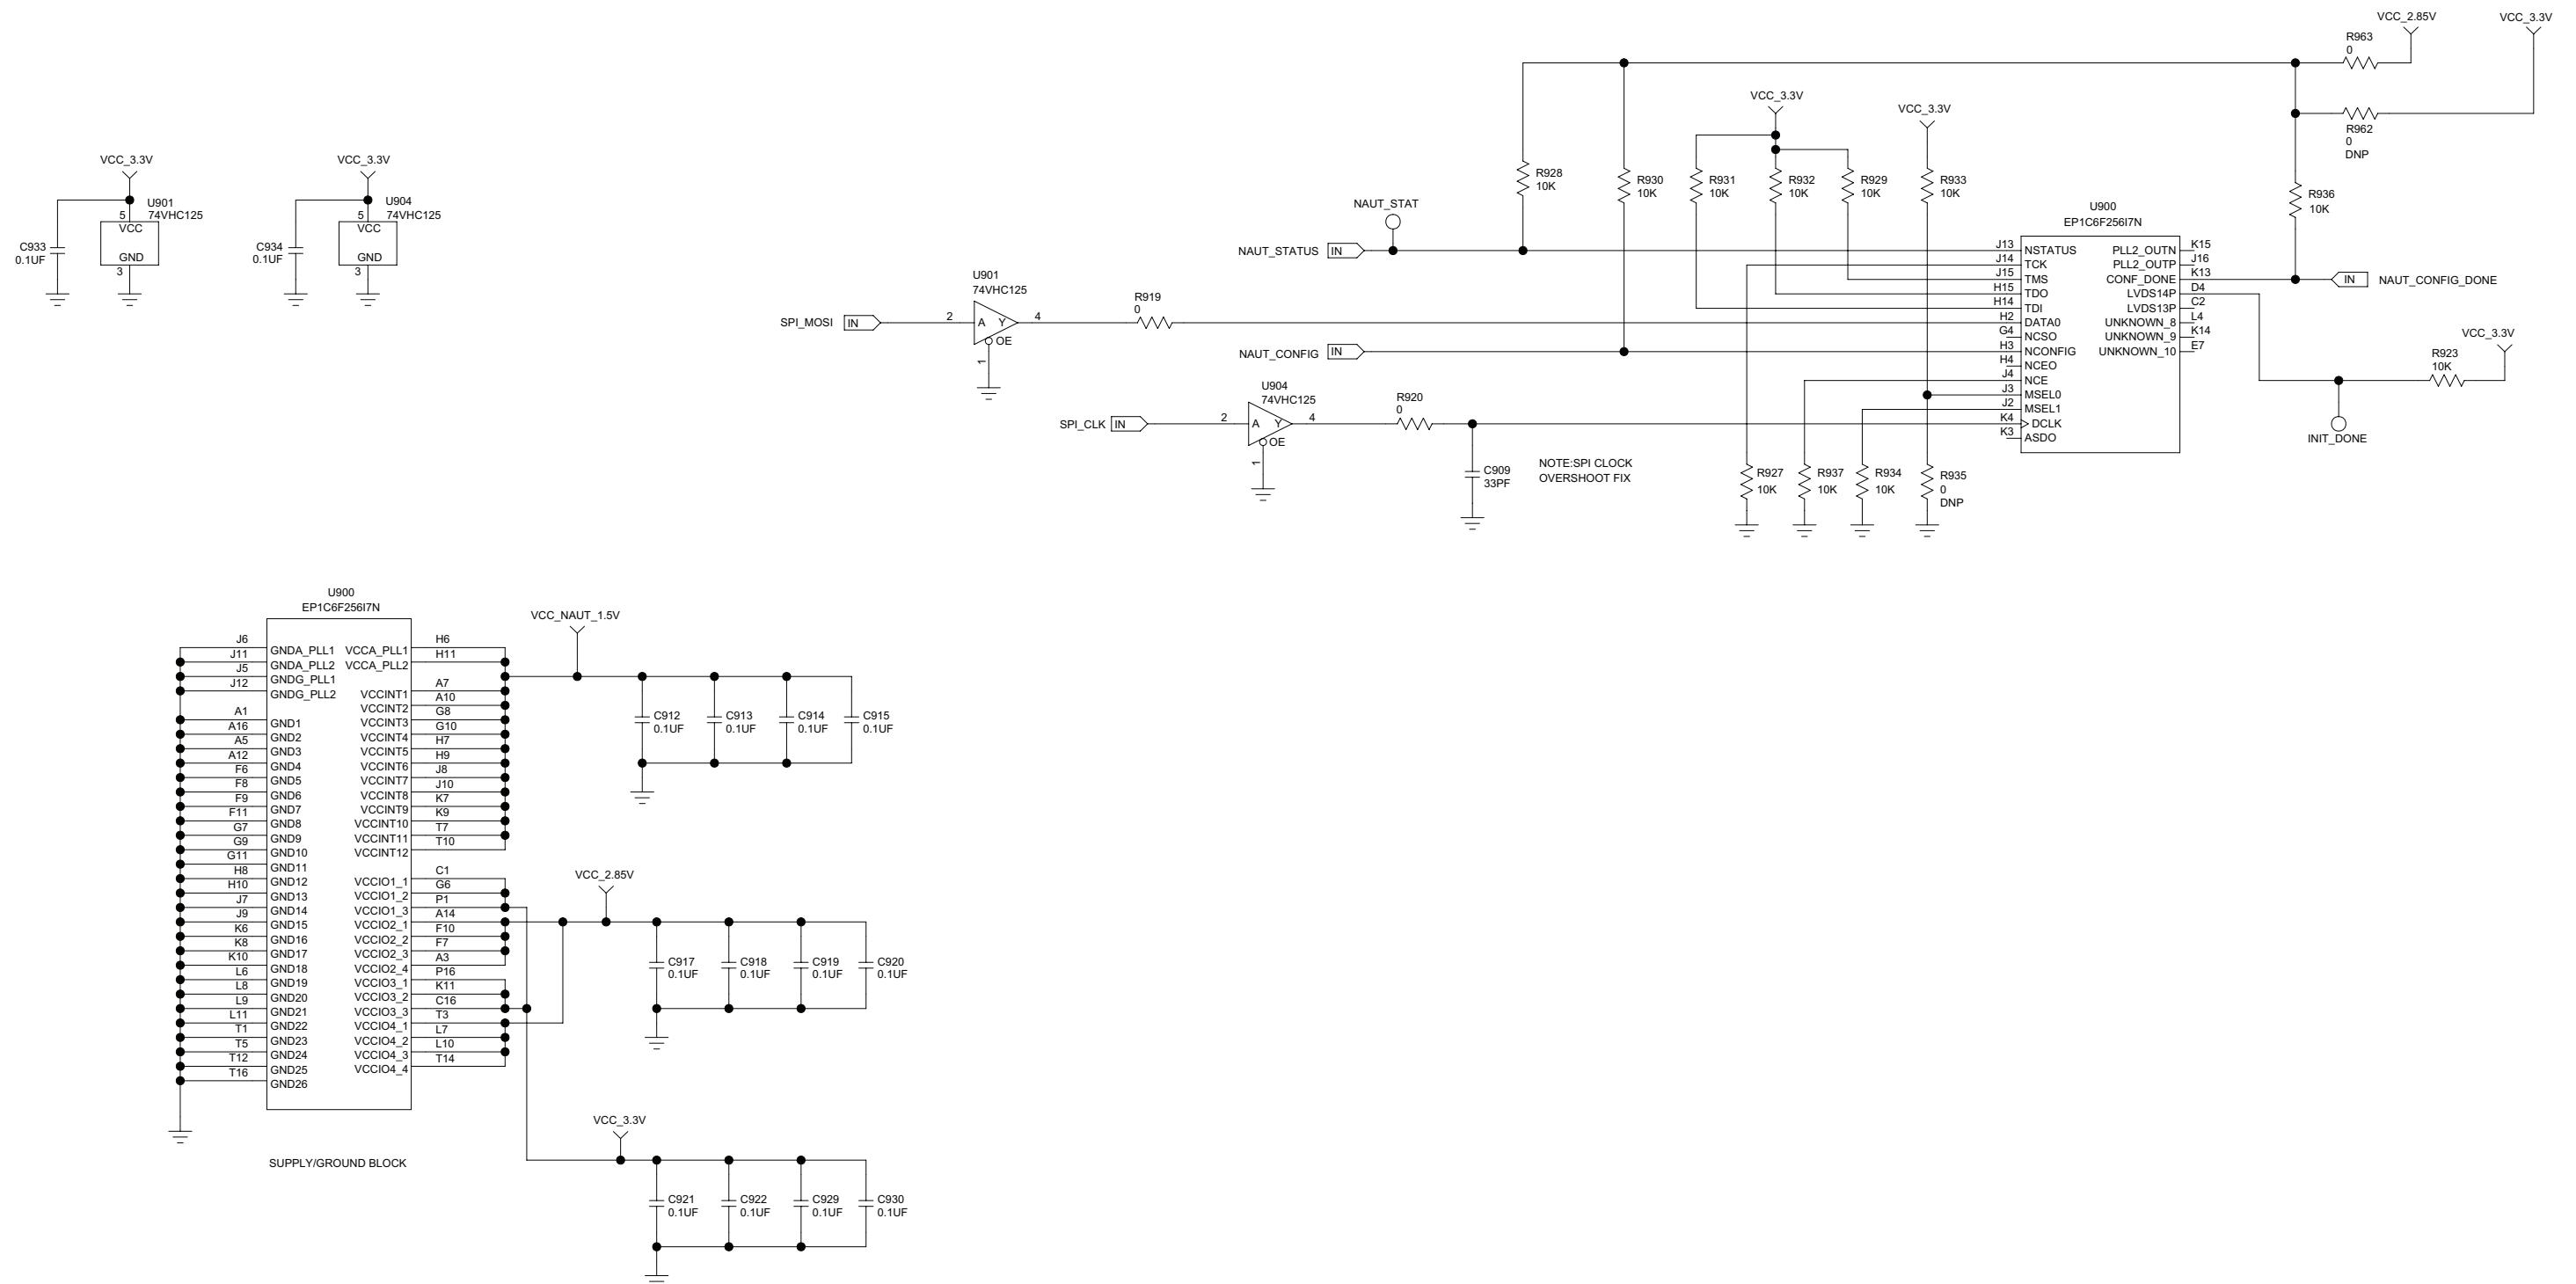 VCC_2.85V
VCC_3.3V
R963
0
R962
0
DNP
VCC_3.3V
VCC_3.3V
R928
10K
R930
10K
R931
10K
R932
10K
R929
10K
R933
10K
R936
10K
VCC_3.3V
5
U901
74VHC125
VCC
GND
3
C933
0.1UF
VCC_3.3V
5
U904
74VHC125
VCC
GND
3
C934
0.1UF
NAUT_STAT
NAUT_STATUS
IN
U900
EP1C6F256I7N
J13
NSTATUS
PLL2_OUTN
K15
J14
TCK
PLL2_OUTP
J16
J15
TMS
CONF_DONE
K13
H15
TDO
LVDS14P
D4
H14
TDI
LVDS13P
C2
H2
DATA0
UNKNOWN_8
L4
G4
NCSO
UNKNOWN_9
K14
H3
NCONFIG
UNKNOWN_10
E7
H4
NCEO
J4
NCE
J3
MSEL0
J2
MSEL1
K4
DCLK
K3
ASDO
IN
NAUT_CONFIG_DONE
VCC_3.3V
R923
10K
INIT_DONE
SPI_MOSI
IN
2
U901
74VHC125
A
Y
OE
4
1
R919
0
NAUT_CONFIG
IN
SPI_CLK
IN
2
U904
74VHC125
A
Y
OE
4
1
R920
0
C909
33PF
NOTE:SPI CLOCK
OVERSHOOT FIX
R927
10K
R937
10K
R934
10K
R935
0
DNP
U900
EP1C6F256I7N
J6
GNDA_PLL1
VCCA_PLL1
H6
J11
GNDA_PLL2
VCCA_PLL2
H11
J5
GNDG_PLL1
J12
GNDG_PLL2
VCCINT1
A7
VCCINT2
A10
A1
GND1
VCCINT3
G8
A16
GND2
VCCINT4
G10
A5
GND3
VCCINT5
H7
A12
GND4
VCCINT6
H9
F6
GND5
VCCINT7
J8
F8
GND6
VCCINT8
J10
F9
GND7
VCCINT9
K7
F11
GND8
VCCINT10
K9
G7
GND9
VCCINT11
T7
G9
GND10
VCCINT12
T10
G11
GND11
H8
GND12
VCCIO1_1
C1
H10
GND13
VCCIO1_2
G6
J7
GND14
VCCIO1_3
P1
J9
GND15
VCCIO2_1
A14
K6
GND16
VCCIO2_2
F10
K8
GND17
VCCIO2_3
F7
K10
GND18
VCCIO2_4
A3
L6
GND19
VCCIO3_1
P16
L8
GND20
VCCIO3_2
K11
L9
GND21
VCCIO3_3
C16
L11
GND22
VCCIO4_1
T3
T1
GND23
VCCIO4_2
L7
T5
GND24
VCCIO4_3
L10
T12
GND25
VCCIO4_4
T14
T16
GND26
SUPPLY/GROUND BLOCK
VCC_NAUT_1.5V
C912
0.1UF
C913
0.1UF
C914
0.1UF
C915
0.1UF
VCC_2.85V
C917
0.1UF
C918
0.1UF
C919
0.1UF
C920
0.1UF
VCC_3.3V
C921
0.1UF
C922
0.1UF
C929
0.1UF
C930
0.1UF